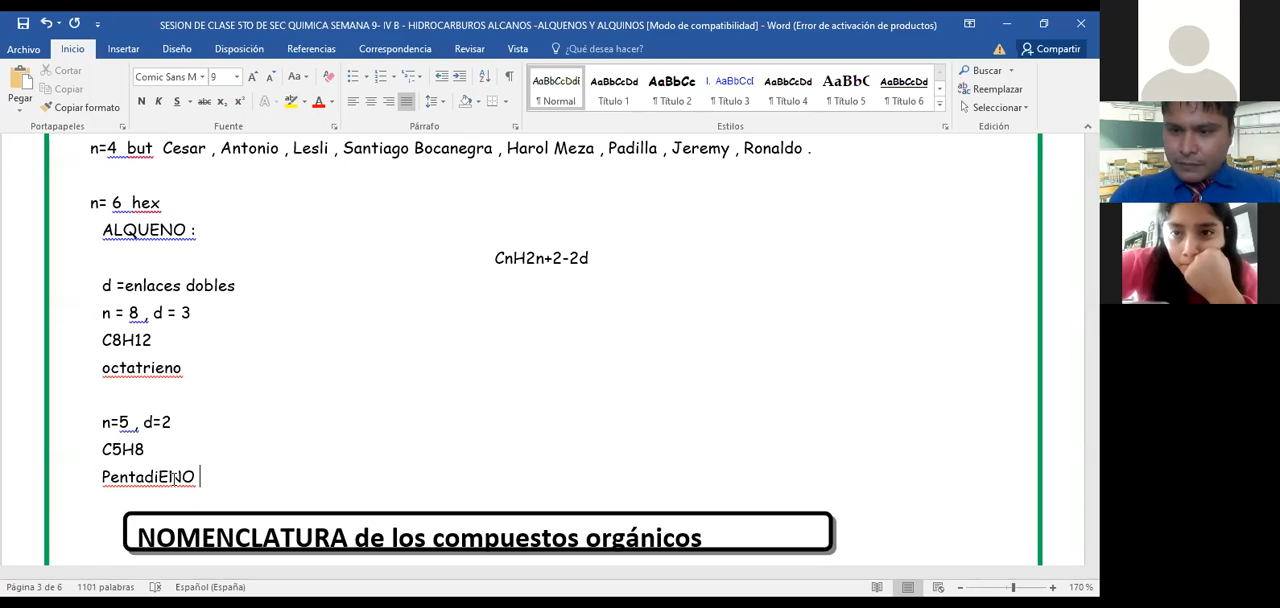 SESION DE CLASE 5TO DE SEC QUIMICA SEMANA 9- IV B - HIDROCARBUROS ALCANOS -ALQUENOS Y ALQUINOS [Modo de compatibilidad] - Word (Error de activación de productos)
Archivo Inicio Insertar Diseño Disposición Referencias Correspondencia Revisar Vista ¿Qué desea hacer? Compartir
Pegar
Cortar
Copiar
Copiar formato
Portapapeles
Comic Sans M 9
N K S abc x₂ x²
Fuente
Párrafo
AaBbCcDdI AaBbCcDd AaBbCc I. AaBbCcI AaBbCcDd AaBbC AaBbCcDd
¶ Normal ¶ Título 1 ¶ Título 2 ¶ Título 3 ¶ Título 4 ¶ Título 5 ¶ Título 6
Estilos
Buscar
Reemplazar
Seleccionar
Edición
n=4 but Cesar , Antonio , Lesli , Santiago Bocanegra , Harol Meza , Padilla , Jeremy , Ronaldo .
n= 6 hex
ALQUENO :
CnH2n+2-2d
d =enlaces dobles
n = 8 , d = 3
C8H12
octatrieno
n=5 , d=2
C5H8
PentadiENO
NOMENCLATURA de los compuestos orgánicos
Página 3 de 6 1101 palabras Español (España) 170 %